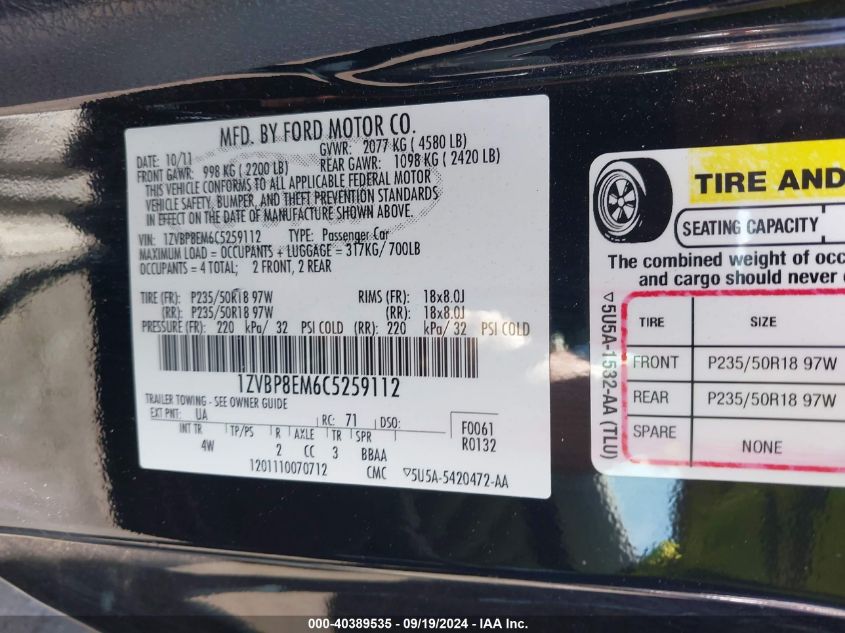 MFD. BY FORD MOTOR CO.
DATE: 10/11 GVWR: 2077 KG ( 4580 LB)
FRONT GAWR: 998 KG ( 2200 LB) REAR GAWR: 1098 KG ( 2420 LB)
THIS VEHICLE CONFORMS TO ALL APPLICABLE FEDERAL MOTOR
VEHICLE SAFETY, BUMPER, AND THEFT PREVENTION STANDARDS
IN EFFECT ON THE DATE OF MANUFACTURE SHOWN ABOVE.
VIN: 1ZVBP8EM6C5259112 TYPE: Passenger Car
MAXIMUM LOAD = OCCUPANTS + LUGGAGE = 317KG/ 700LB
OCCUPANTS = 4 TOTAL; 2 FRONT, 2 REAR
TIRE (FR): P235/50R18 97W RIMS (FR): 18x8.0J
(RR): P235/50R18 97W (RR): 18x8.0J
PRESSURE (FR): 220 kPa/ 32 PSI COLD (RR): 220 kPa/ 32 PSI COLD
1ZVBP8EM6C5259112
TRAILER TOWING - SEE OWNER GUIDE
EXT PNT: UA RC: 71 DSO: F0061
INT TR TP/PS R AXLE TR SPR R0132
4W 2 CC 3 BBAA
1201110070712 CMC ▽5U5A-5420472-AA
TIRE AND
SEATING CAPACITY
The combined weight of occ
and cargo should never
TIRE SIZE
FRONT P235/50R18 97W
REAR P235/50R18 97W
SPARE NONE
▽5U5A-1532-AA (TLU)
000-40389535 - 09/19/2024 - IAA Inc.